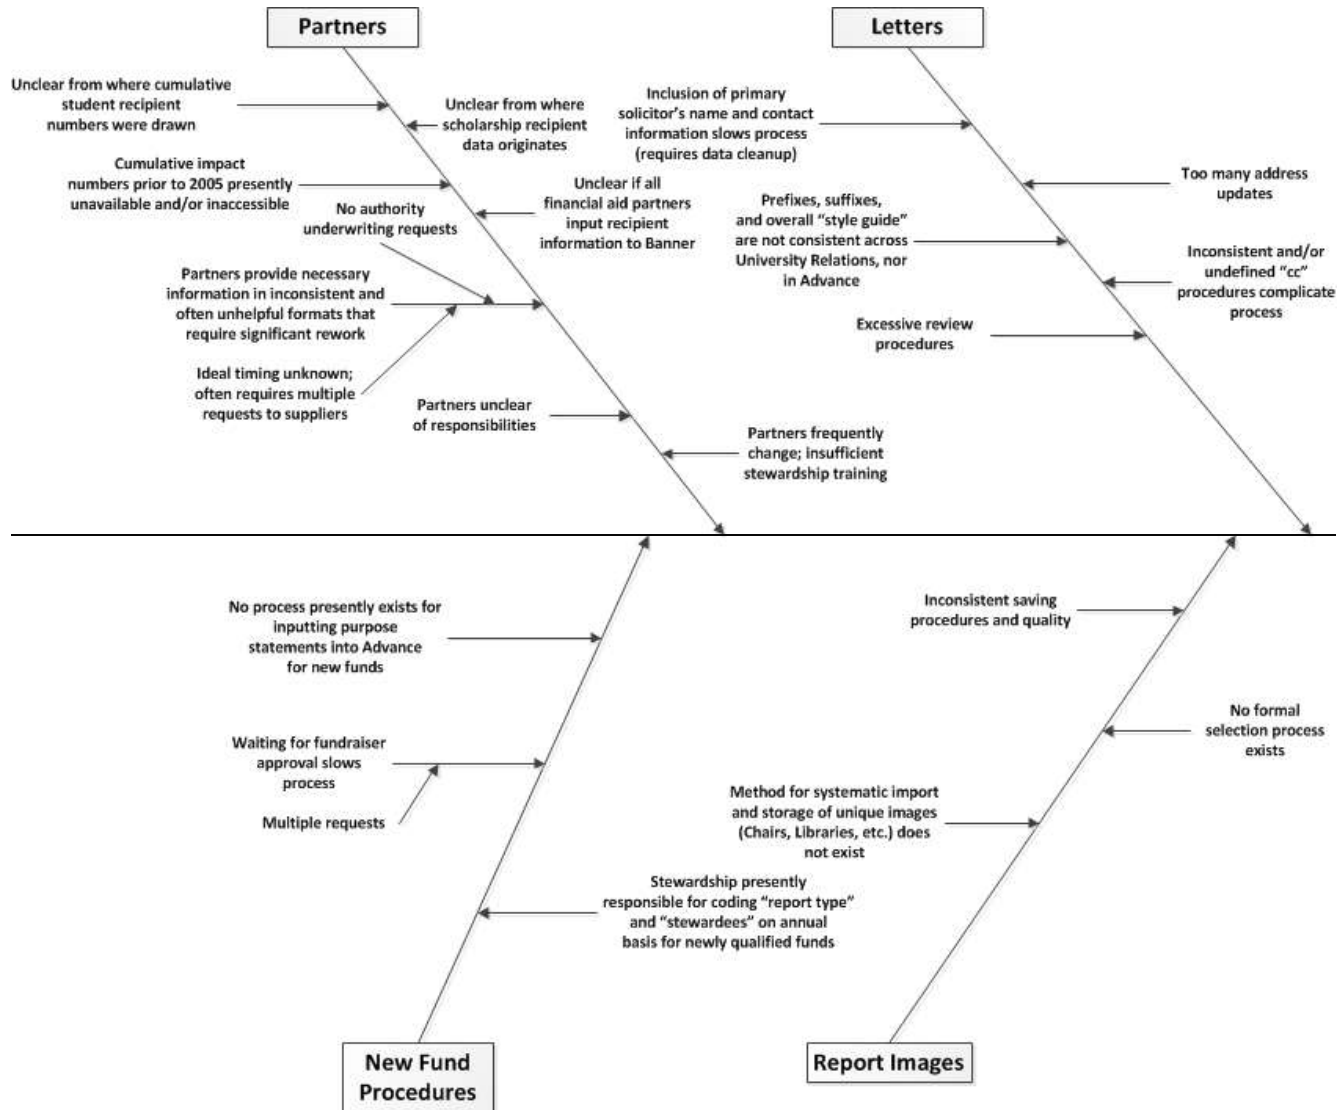 Partners
Letters
Unclear from where cumulative
student recipient
numbers were drawn
Unclear from where
scholarship recipient
data originates
Cumulative impact
numbers prior to 2005 presently
unavailable and/or inaccessible
Unclear if all
financial aid partners
input recipient
information to Banner
No authority
underwriting requests
Partners provide necessary
information in inconsistent and
often unhelpful formats that
require significant rework
Ideal timing unknown;
often requires multiple
requests to suppliers
Partners unclear
of responsibilities
Partners frequently
change; insufficient
stewardship training
Inclusion of primary
solicitor's name and contact
information slows process
(requires data cleanup)
Too many address
updates
Prefixes, suffixes,
and overall “style guide”
are not consistent across
University Relations, nor
in Advance
Inconsistent and/or
undefined “cc”
procedures complicate
process
Excessive review
procedures
No process presently exists for
inputting purpose
statements into Advance
for new funds
Waiting for fundraiser
approval slows
process
Multiple requests
Stewardship presently
responsible for coding “report type”
and “stewardees” on annual
basis for newly qualified funds
Inconsistent saving
procedures and quality
No formal
selection process
exists
Method for systematic import
and storage of unique images
(Chairs, Libraries, etc.) does
not exist
New Fund
Procedures
Report Images